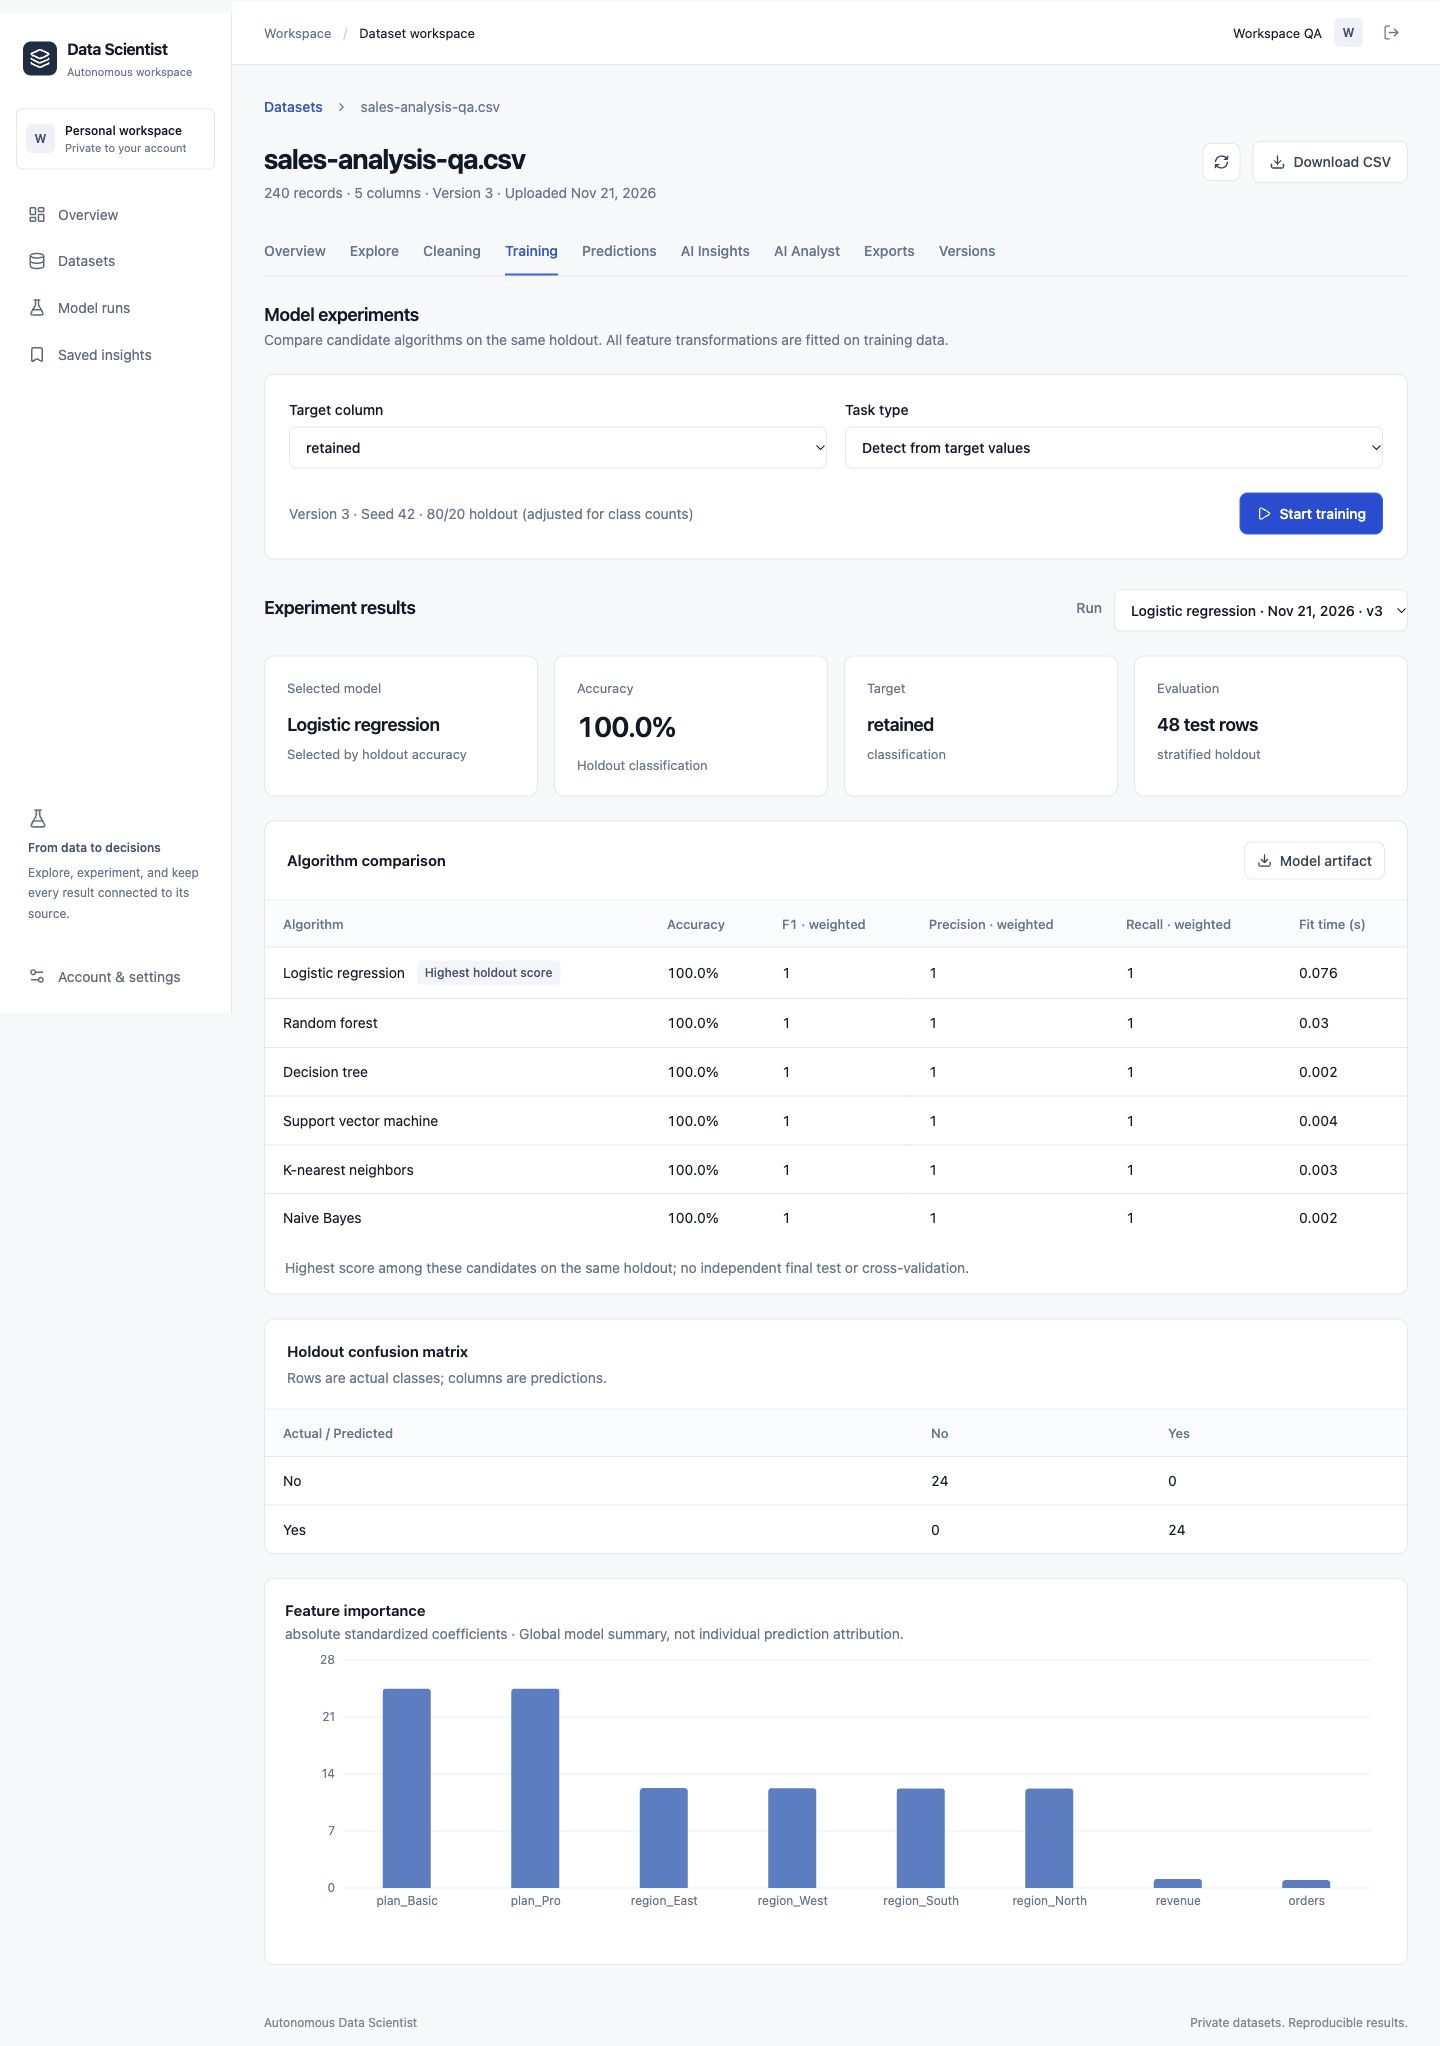 Data Scientist
Autonomous workspace
W
Personal workspace
Private to your account
Overview
Datasets
Model runs
Saved insights
From data to decisions
Explore, experiment, and keep
every result connected to its
source.
Account & settings
Workspace / Dataset workspace
Workspace QA W
Datasets > sales-analysis-qa.csv
sales-analysis-qa.csv
240 records · 5 columns · Version 3 · Uploaded Nov 21, 2026
Download CSV
Overview Explore Cleaning Training Predictions AI Insights AI Analyst Exports Versions
Model experiments
Compare candidate algorithms on the same holdout. All feature transformations are fitted on training data.
Target column Task type
retained Detect from target values
Version 3 · Seed 42 · 80/20 holdout (adjusted for class counts)
Start training
Experiment results
Run Logistic regression · Nov 21, 2026 · v3
Selected model
Logistic regression
Selected by holdout accuracy
Accuracy
100.0%
Holdout classification
Target
retained
classification
Evaluation
48 test rows
stratified holdout
Algorithm comparison
Model artifact
Algorithm Accuracy F1 · weighted Precision · weighted Recall · weighted Fit time (s)
Logistic regression Highest holdout score 100.0% 1 1 1 0.076
Random forest 100.0% 1 1 1 0.03
Decision tree 100.0% 1 1 1 0.002
Support vector machine 100.0% 1 1 1 0.004
K-nearest neighbors 100.0% 1 1 1 0.003
Naive Bayes 100.0% 1 1 1 0.002
Highest score among these candidates on the same holdout; no independent final test or cross-validation.
Holdout confusion matrix
Rows are actual classes; columns are predictions.
Actual / Predicted No Yes
No 24 0
Yes 0 24
Feature importance
absolute standardized coefficients · Global model summary, not individual prediction attribution.
28
21
14
7
0
plan_Basic plan_Pro region_East region_West region_South region_North revenue orders
Autonomous Data Scientist
Private datasets. Reproducible results.